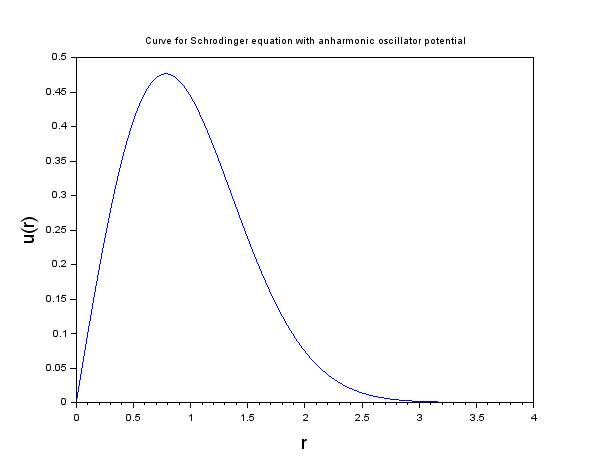 Curve for Schrodinger equation with anharmonic oscillator potential
0.5
0.45
0.4
0.35
0.3
0.25
0.2
0.15
0.1
0.05
0
u(r)
0 0.5 1 1.5 2 2.5 3 3.5 4
r